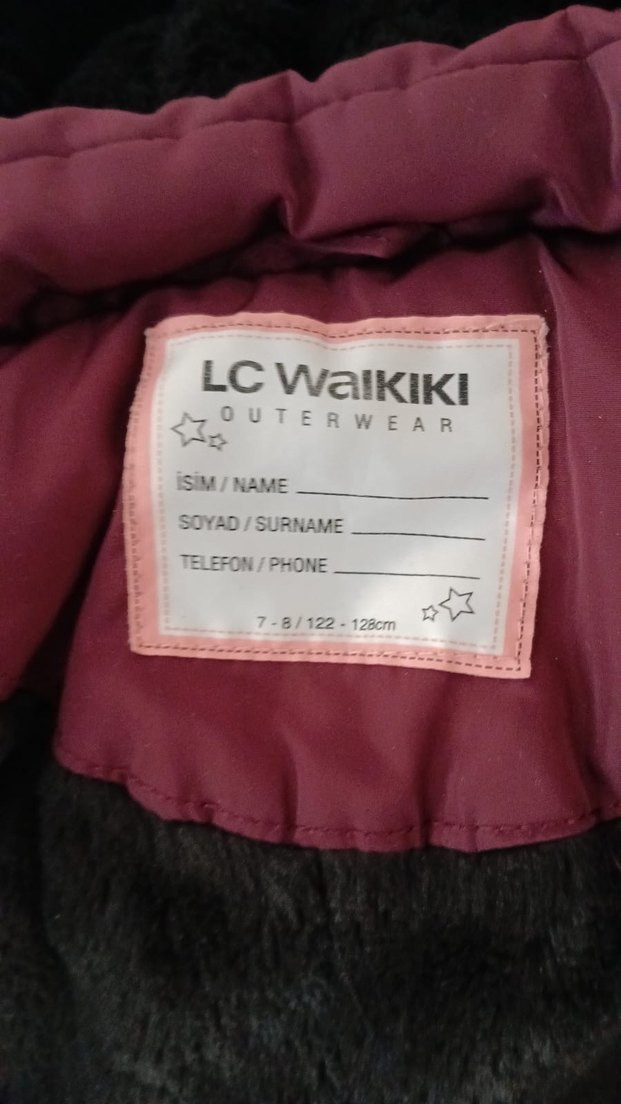 LC WaIKIKI
OUTERWEAR
İSİM / NAME
SOYAD / SURNAME
TELEFON / PHONE
7 - 8 / 122 - 128cm